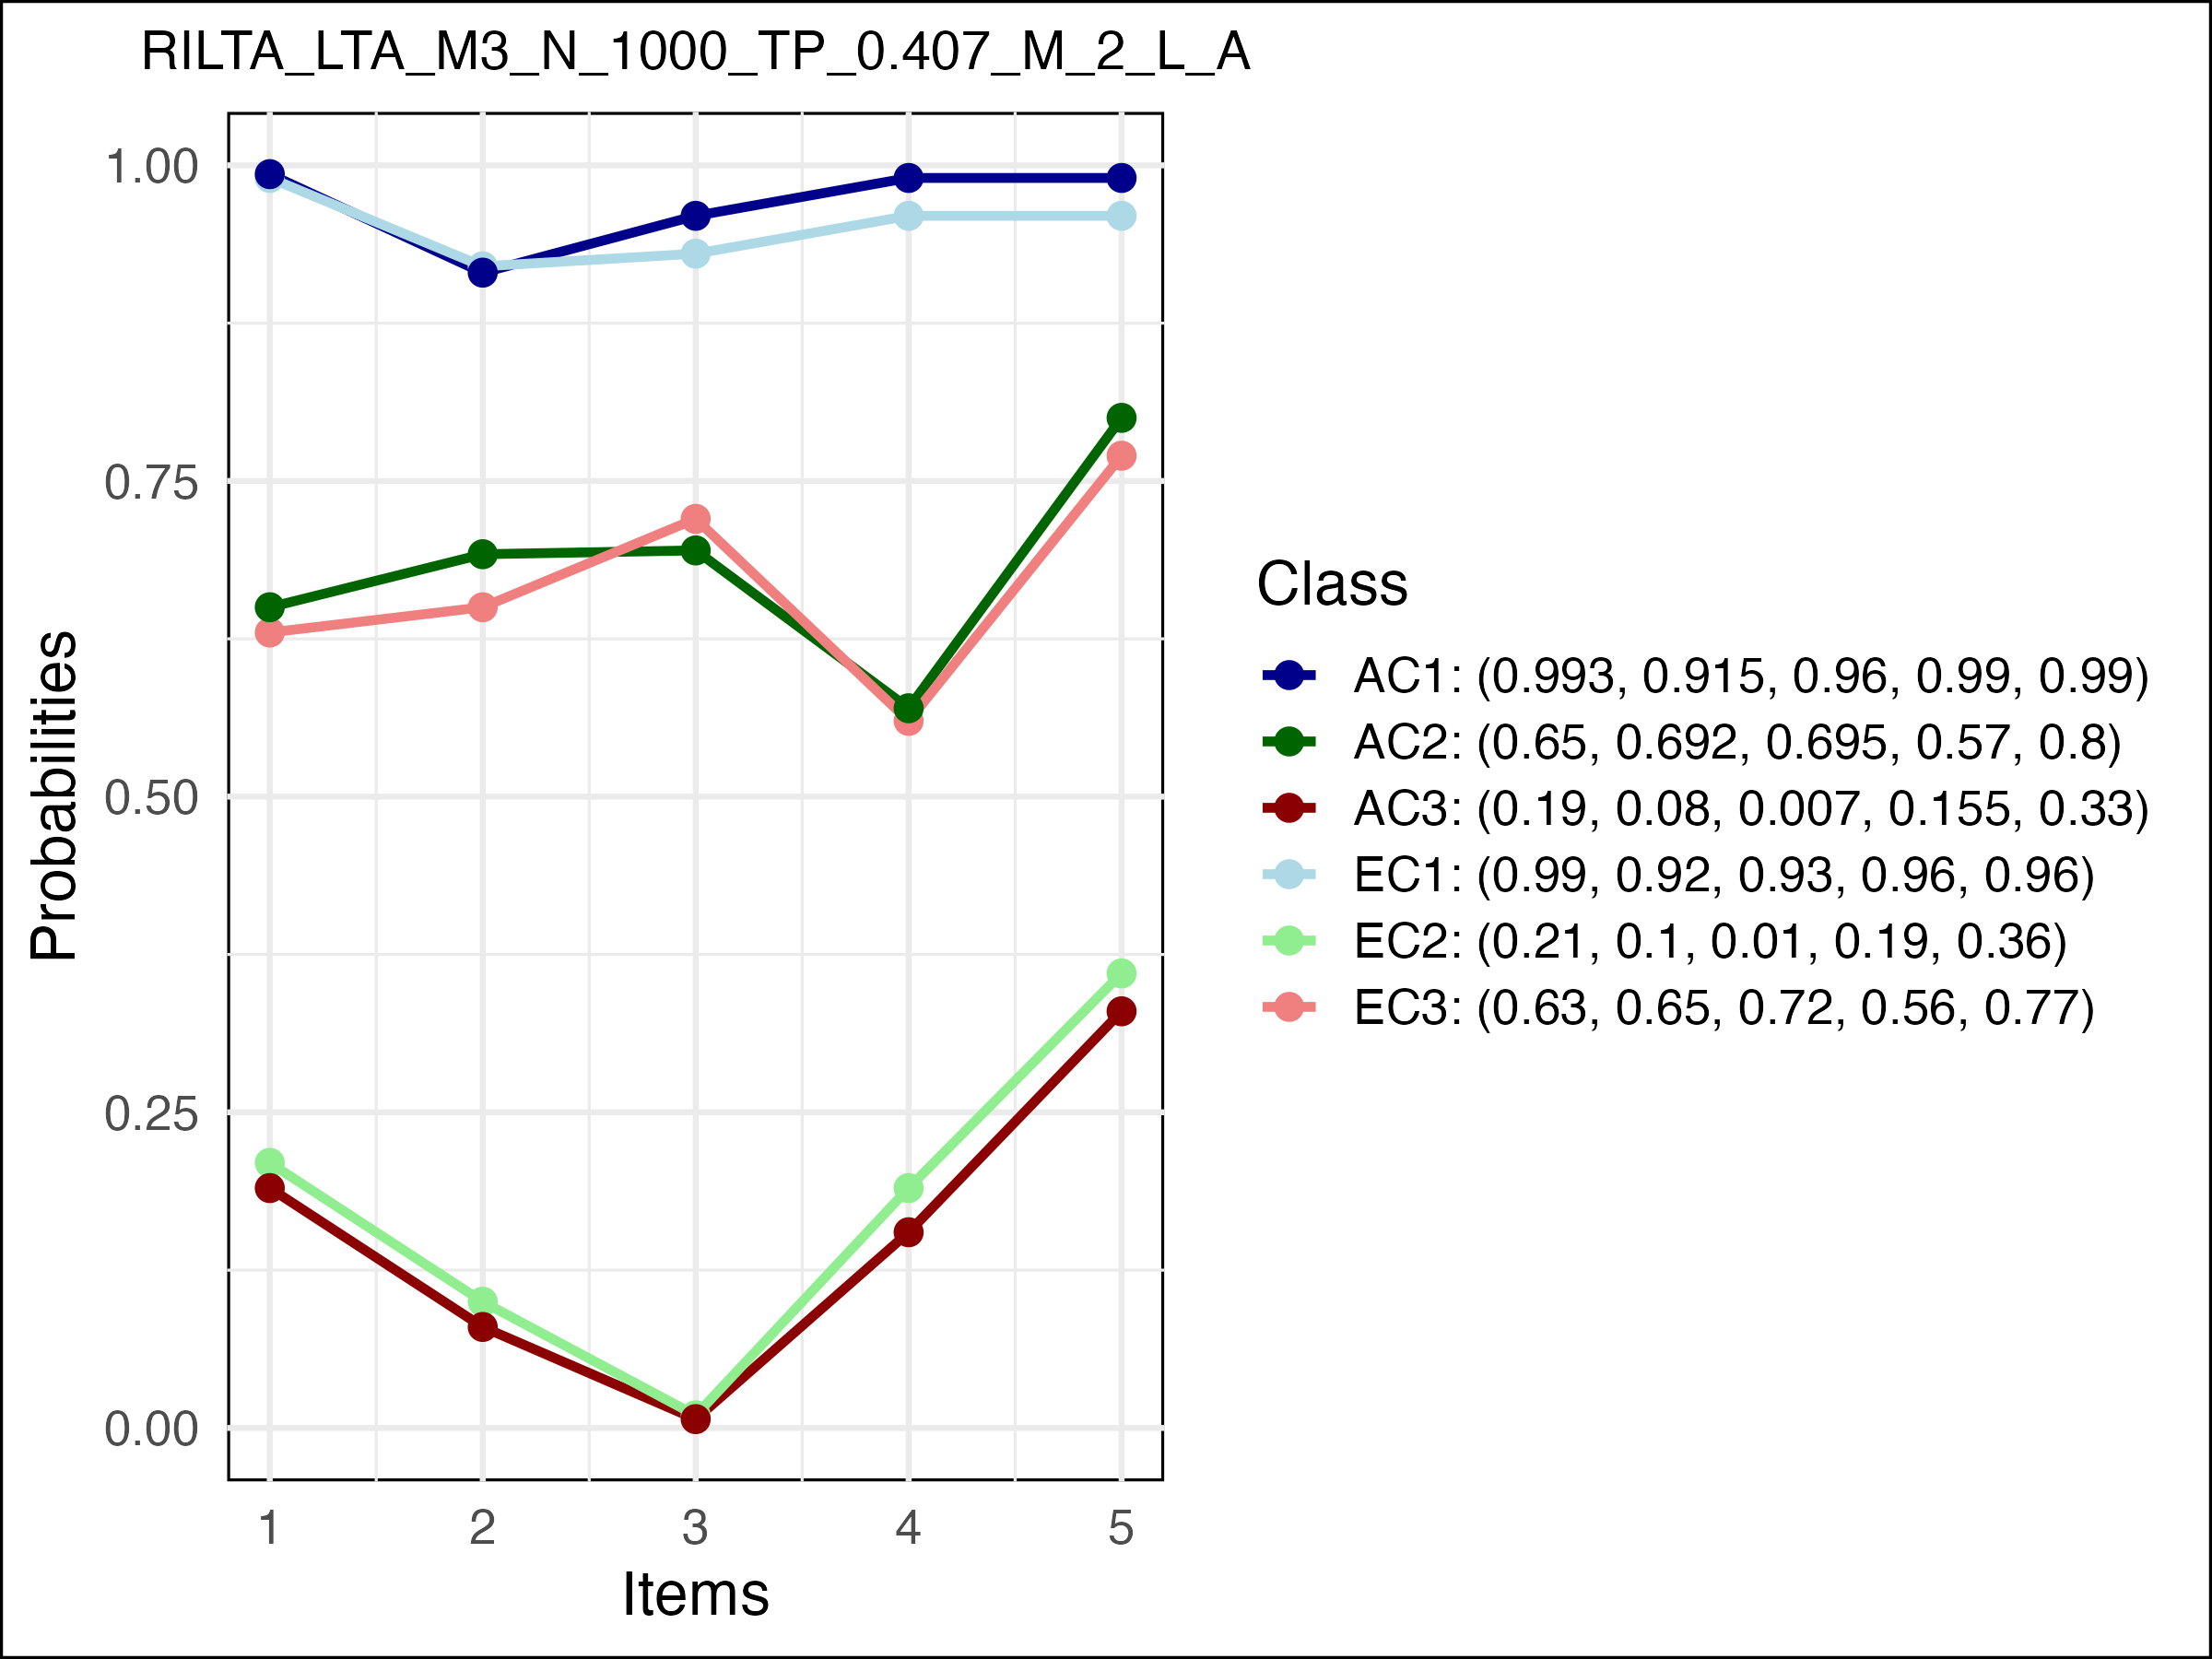 RILTA_LTA_M3_N_1000_TP_0.407_M_2_L_A
1.00
0.75
0.50
0.25
0.00
Probabilities
1 2 3 4 5
Items
Class
AC1: (0.993, 0.915, 0.96, 0.99, 0.99)
AC2: (0.65, 0.692, 0.695, 0.57, 0.8)
AC3: (0.19, 0.08, 0.007, 0.155, 0.33)
EC1: (0.99, 0.92, 0.93, 0.96, 0.96)
EC2: (0.21, 0.1, 0.01, 0.19, 0.36)
EC3: (0.63, 0.65, 0.72, 0.56, 0.77)